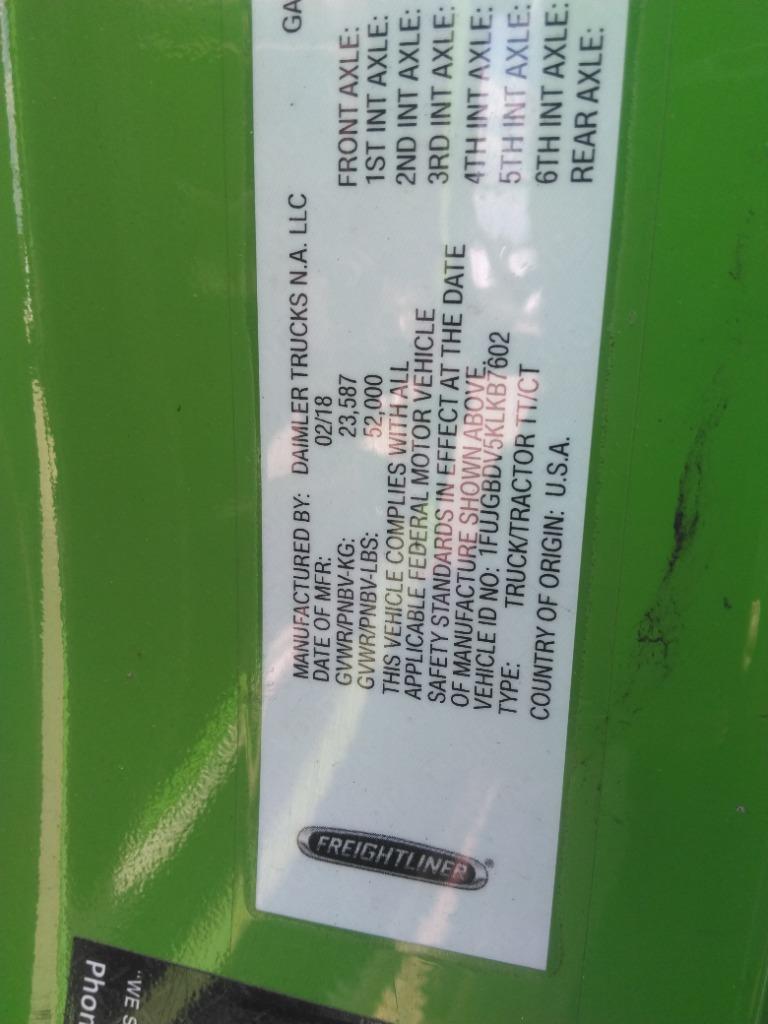 FREIGHTLINER®
MANUFACTURED BY: DAIMLER TRUCKS N.A. LLC
DATE OF MFR: 02/18
GVWR/PNBV-KG: 23,587
GVWR/PNBV-LBS: 52,000
THIS VEHICLE COMPLIES WITH ALL
APPLICABLE FEDERAL MOTOR VEHICLE
SAFETY STANDARDS IN EFFECT AT THE DATE
OF MANUFACTURE SHOWN ABOVE.
VEHICLE ID NO: 1FUJGBDV5KLKB7602
TYPE: TRUCK/TRACTOR TT/CT
COUNTRY OF ORIGIN: U.S.A.
GA
FRONT AXLE:
1ST INT AXLE:
2ND INT AXLE:
3RD INT AXLE:
4TH INT AXLE:
5TH INT AXLE:
6TH INT AXLE:
REAR AXLE:
"WE S
Phon